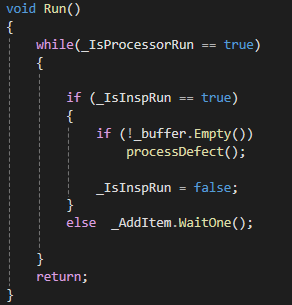 void Run()
{
while(_IsProcessorRun == true)
{
if (_IsInspRun == true)
{
if (!_buffer.Empty())
processDefect();
_IsInspRun = false;
}
else _AddItem.WaitOne();
}
return;
}